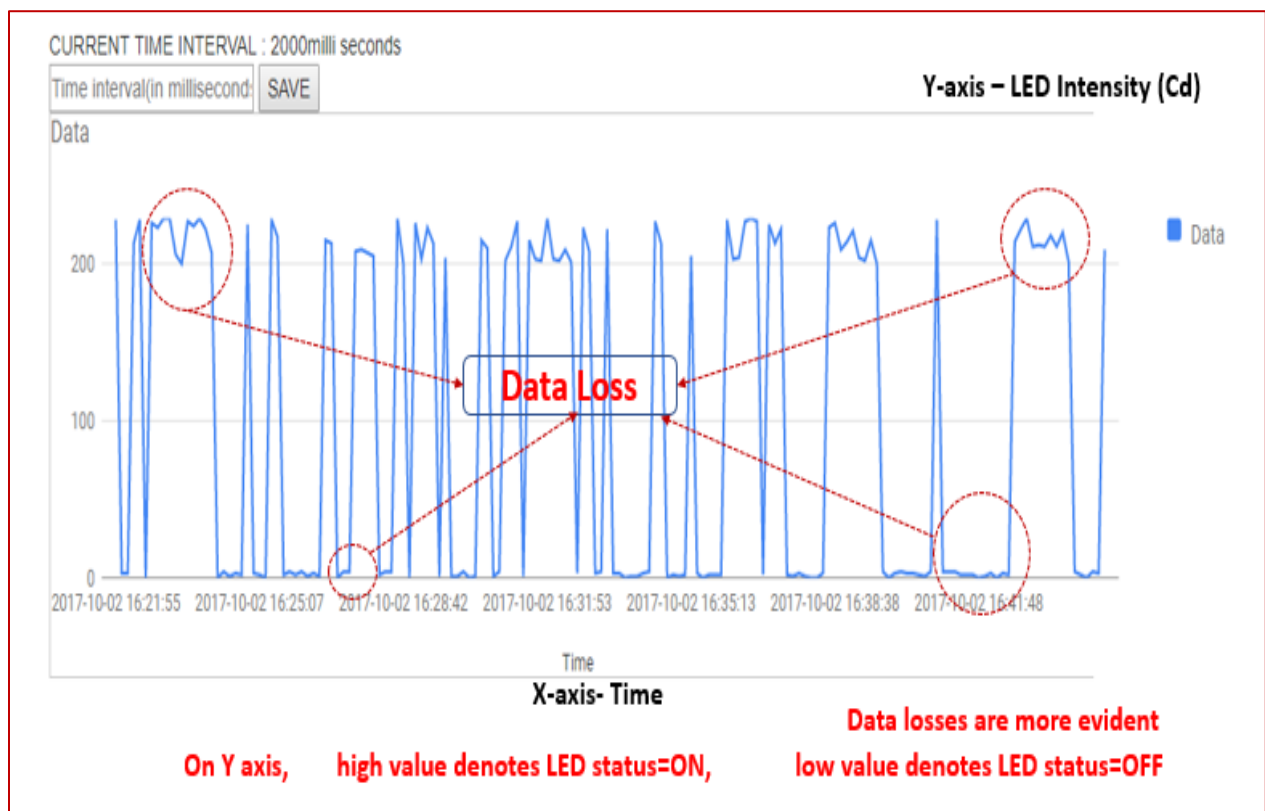 CURRENT TIME INTERVAL : 2000milli seconds
Time interval(in millisecond: SAVE
Y-axis – LED Intensity (Cd)
Data
Data
200
Data Loss
100
0
2017-10-02 16:21:55 2017-10-02 16:25:07 2017-10-02 16:28:42 2017-10-02 16:31:53 2017-10-02 16:35:13 2017-10-02 16:38:38 2017-10-02 16:41:48
Time
X-axis- Time
Data losses are more evident
On Y axis, high value denotes LED status=ON, low value denotes LED status=OFF